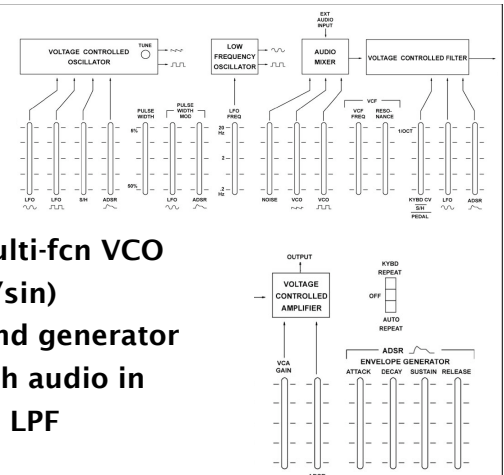 EXT
AUDIO
INPUT
VOLTAGE CONTROLLED
OSCILLATOR
TUNE
LOW
FREQUENCY
OSCILLATOR
AUDIO
MIXER
VOLTAGE CONTROLLED FILTER
PULSE
WIDTH
PULSE
WIDTH
MOD
LFO
FREQ
VCF
VCF
FREQ
RESO-
NANCE
20
Hz
2
.2
Hz
50%
1/OCT
LFO
LFO
S/H
ADSR
LFO
ADSR
NOISE
VCO
VCO
KYBD CV
S/H
PEDAL
LFO
ADSR
ulti-fcn VCO
/sin)
nd generator
h audio in
LPF
OUTPUT
VOLTAGE
CONTROLLED
AMPLIFIER
KYBD
REPEAT
OFF
AUTO
REPEAT
VCA
GAIN
ADSR
ENVELOPE GENERATOR
ATTACK DECAY SUSTAIN RELEASE